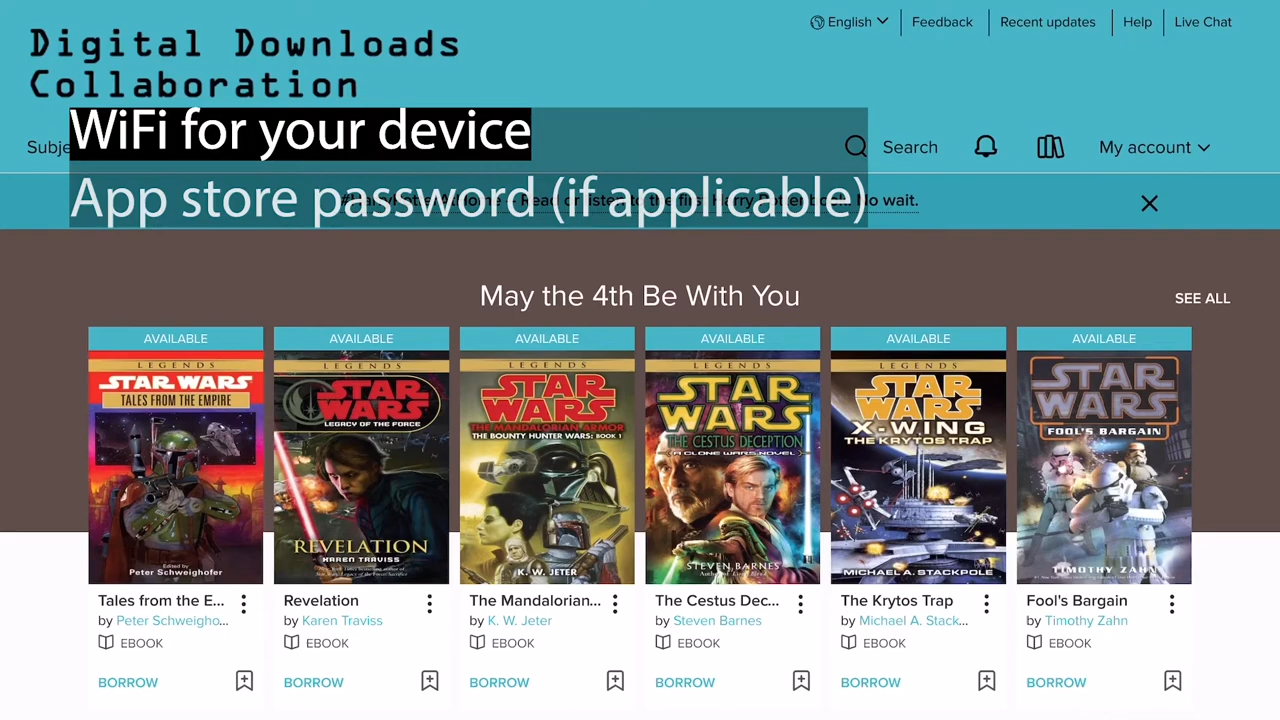 English
Feedback
Recent updates
Help
Live Chat
Digital Downloads
Collaboration
WiFi for your device
Subje
Search
My account
App store password (if applicable)
No wait.
May the 4th Be With You
SEE ALL
AVAILABLE
AVAILABLE
AVAILABLE
AVAILABLE
AVAILABLE
AVAILABLE
LEGENDS
STAR WARS
TALES FROM THE EMPIRE
Edited by
Peter Schweighofer
LEGENDS
STAR WARS
LEGACY OF THE FORCE
REVELATION
KAREN TRAVISS
LEGENDS
STAR WARS
THE MANDALORIAN ARMOR
THE BOUNTY HUNTER WARS: BOOK 1
K. W. JETER
LEGENDS
STAR WARS
THE CESTUS DECEPTION
A CLONE WARS NOVEL
STEVEN BARNES
LEGENDS
STAR WARS
X-WING
THE KRYTOS TRAP
MICHAEL A. STACKPOLE
STAR WARS
FOOL'S BARGAIN
TIMOTHY ZAHN
Tales from the E...
by Peter Schweigho...
EBOOK
BORROW
Revelation
by Karen Traviss
EBOOK
BORROW
The Mandalorian...
by K. W. Jeter
EBOOK
BORROW
The Cestus Dec...
by Steven Barnes
EBOOK
BORROW
The Krytos Trap
by Michael A. Stack...
EBOOK
BORROW
Fool's Bargain
by Timothy Zahn
EBOOK
BORROW